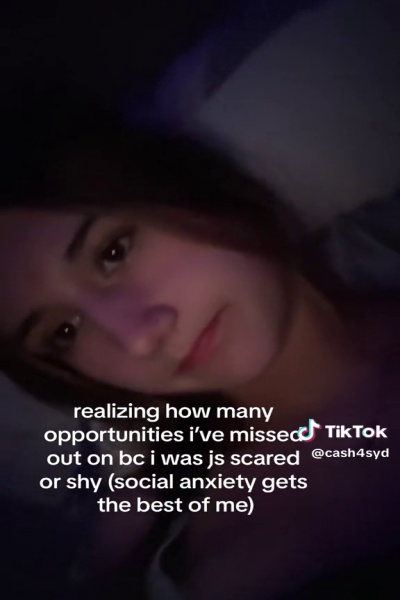 realizing how many
opportunities i've missed
out on bc i was js scared
or shy (social anxiety gets
the best of me)
TikTok
@cash4syd